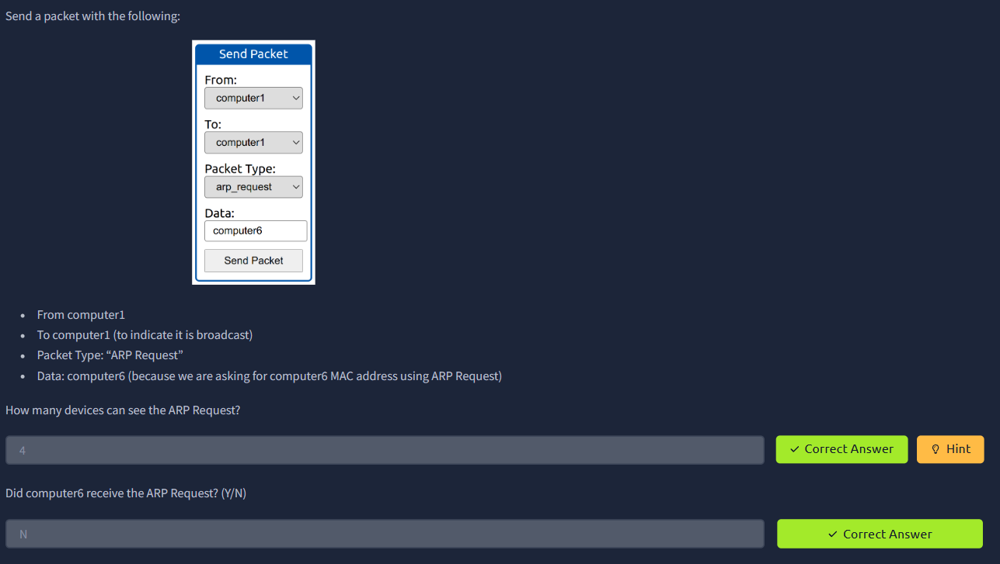 Send a packet with the following:
Send Packet
From:
computer1
To:
computer1
Packet Type:
arp_request
Data:
computer6
Send Packet
• From computer1
• To computer1 (to indicate it is broadcast)
• Packet Type: “ARP Request”
• Data: computer6 (because we are asking for computer6 MAC address using ARP Request)
How many devices can see the ARP Request?
4
✓ Correct Answer
Hint
Did computer6 receive the ARP Request? (Y/N)
N
✓ Correct Answer